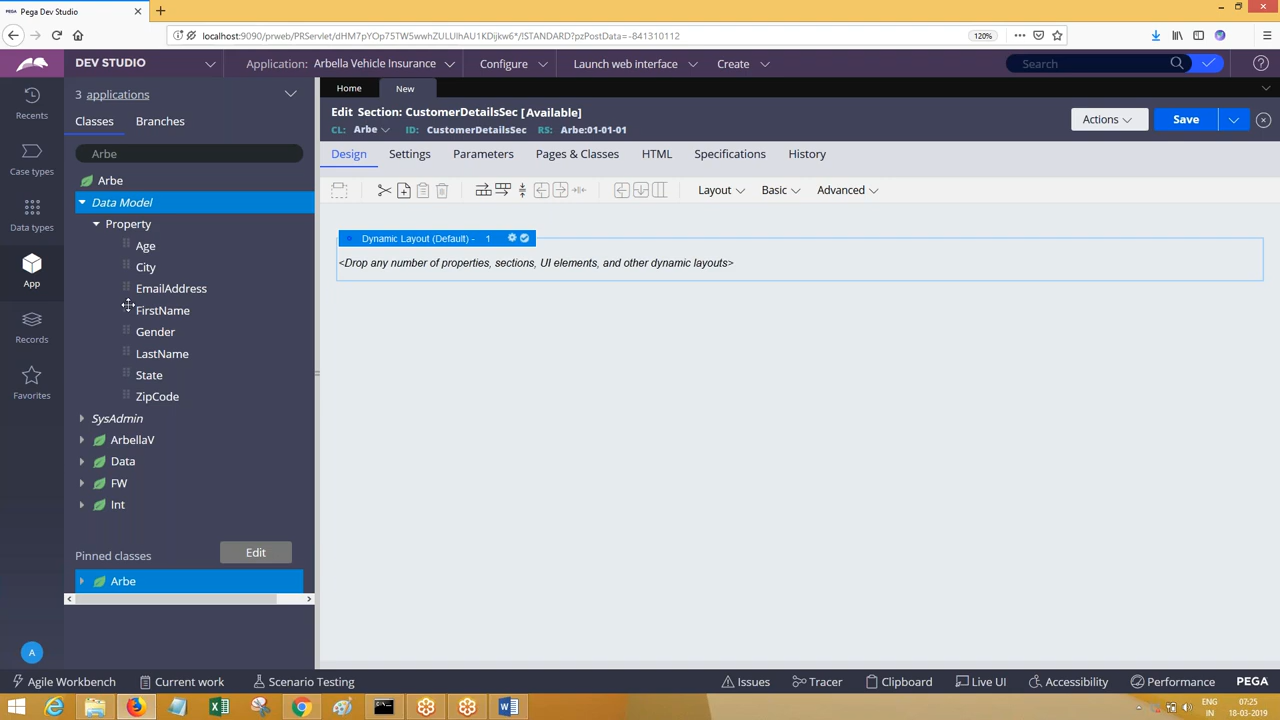 Pega Dev Studio
localhost:9090/prweb/PRServlet/dHM7pYOp75TW5wwhZULUlhAU1KDijkw6*/!STANDARD?pzPostData=-841310112
120%
DEV STUDIO
Application: Arbella Vehicle Insurance
Configure
Launch web interface
Create
Search
3 applications
Home
New
Recents
Case types
Data types
App
Records
Favorites
A
Classes
Branches
Arbe
Arbe
Data Model
Property
Age
City
EmailAddress
FirstName
Gender
LastName
State
ZipCode
SysAdmin
ArbellaV
Data
FW
Int
Pinned classes
Edit
Arbe
Edit Section: CustomerDetailsSec [Available]
CL: Arbe ID: CustomerDetailsSec RS: Arbe:01-01-01
Actions
Save
Design
Settings
Parameters
Pages & Classes
HTML
Specifications
History
Layout
Basic
Advanced
Dynamic Layout (Default) - 1
<Drop any number of properties, sections, UI elements, and other dynamic layouts>
Agile Workbench
Current work
Scenario Testing
Issues
Tracer
Clipboard
Live UI
Accessibility
Performance
PEGA
ENG
IN
07:25
18-03-2019